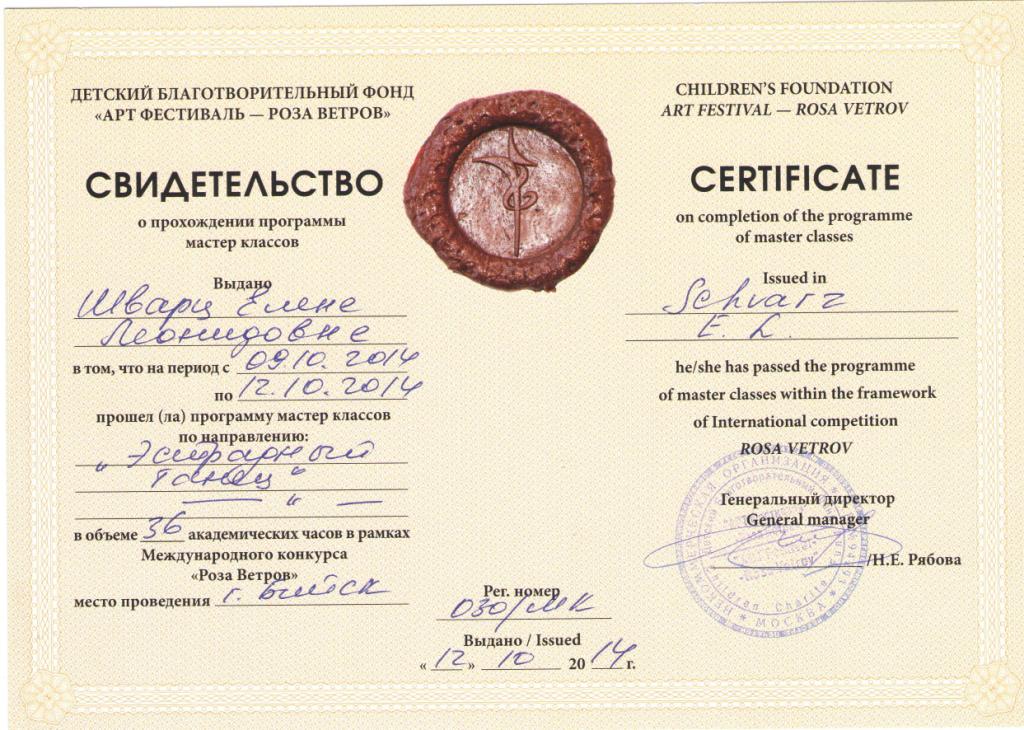 ДЕТСКИЙ БЛАГОТВОРИТЕЛЬНЫЙ ФОНД
«АРТ ФЕСТИВАЛЬ — РОЗА ВЕТРОВ»
СВИДЕТЕЛЬСТВО
о прохождении программы
мастер классов
Выдано
Шварц Елене
Леонидовне
в том, что на период с 09.10.2014
по 12.10.2014
прошел (ла) программу мастер классов
по направлению:
"Эстрадный
танец"
— " —
в объеме 36 академических часов в рамках
Международного конкурса
«Роза Ветров»
место проведения г. Бийск
Рег. номер
030/МК
Выдано / Issued
«12» 10 2014 г.
CHILDREN'S FOUNDATION
ART FESTIVAL — ROSA VETROV
CERTIFICATE
on completion of the programme
of master classes
Issued in
Schvarz
E. L.
he/she has passed the programme
of master classes within the framework
of International competition
ROSA VETROV
Генеральный директор
General manager
/Н.Е. Рябова
НЕКОММЕРЧЕСКАЯ ОРГАНИЗАЦИЯ
* МОСКВА *